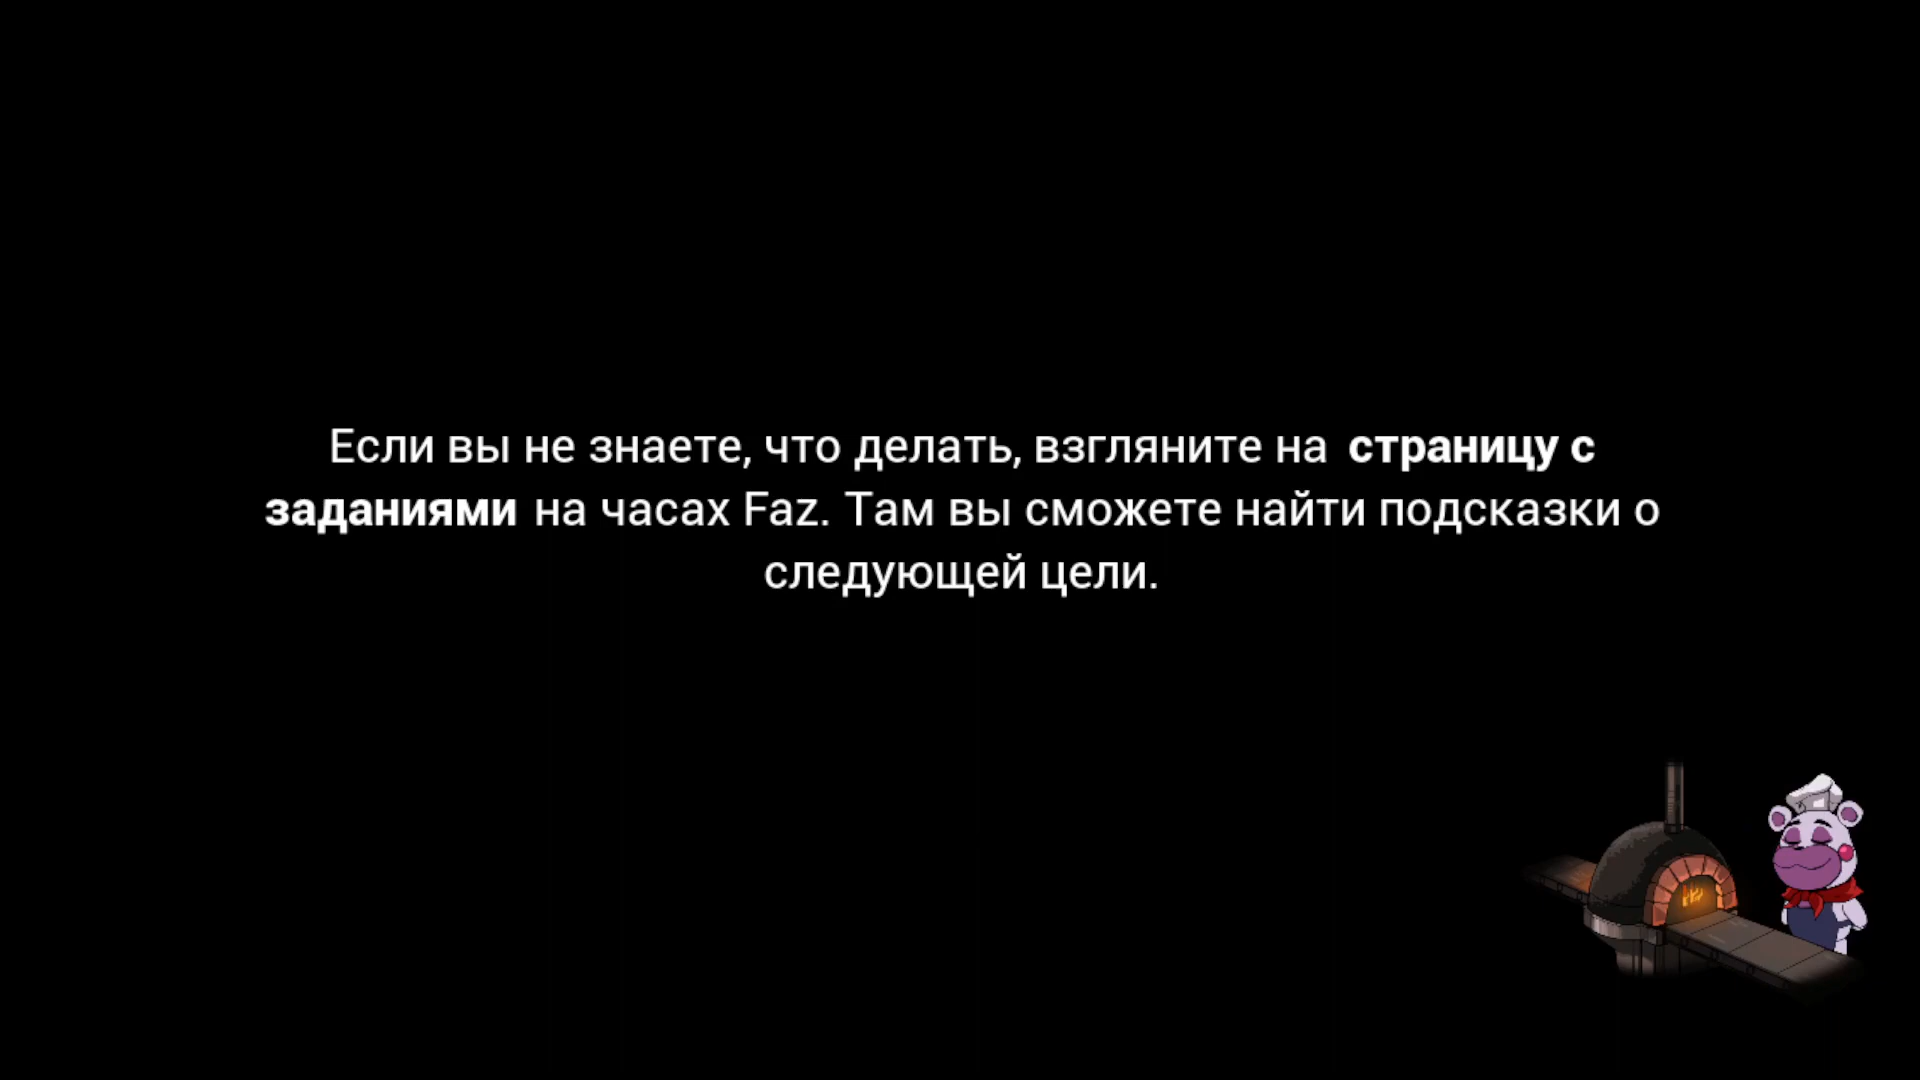 Если вы не знаете, что делать, взгляните на страницу с
заданиями на часах Faz. Там вы сможете найти подсказки о
следующей цели.